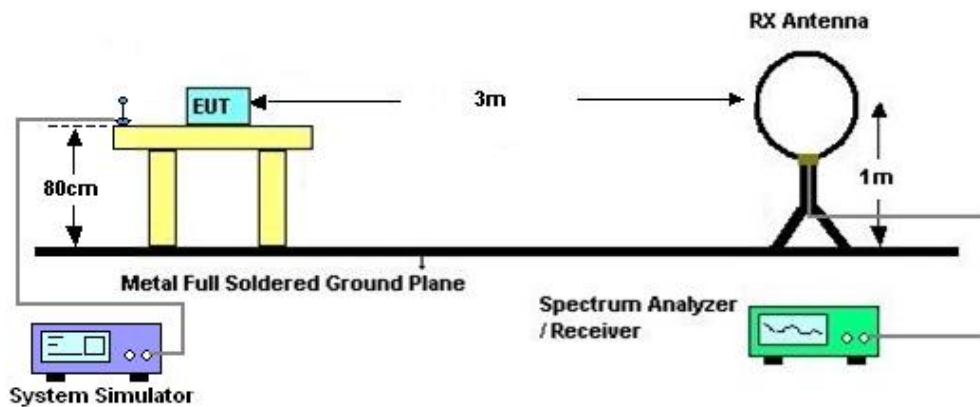 RX Antenna
EUT
3m
80cm
1m
Metal Full Soldered Ground Plane
Spectrum Analyzer
/ Receiver
System Simulator